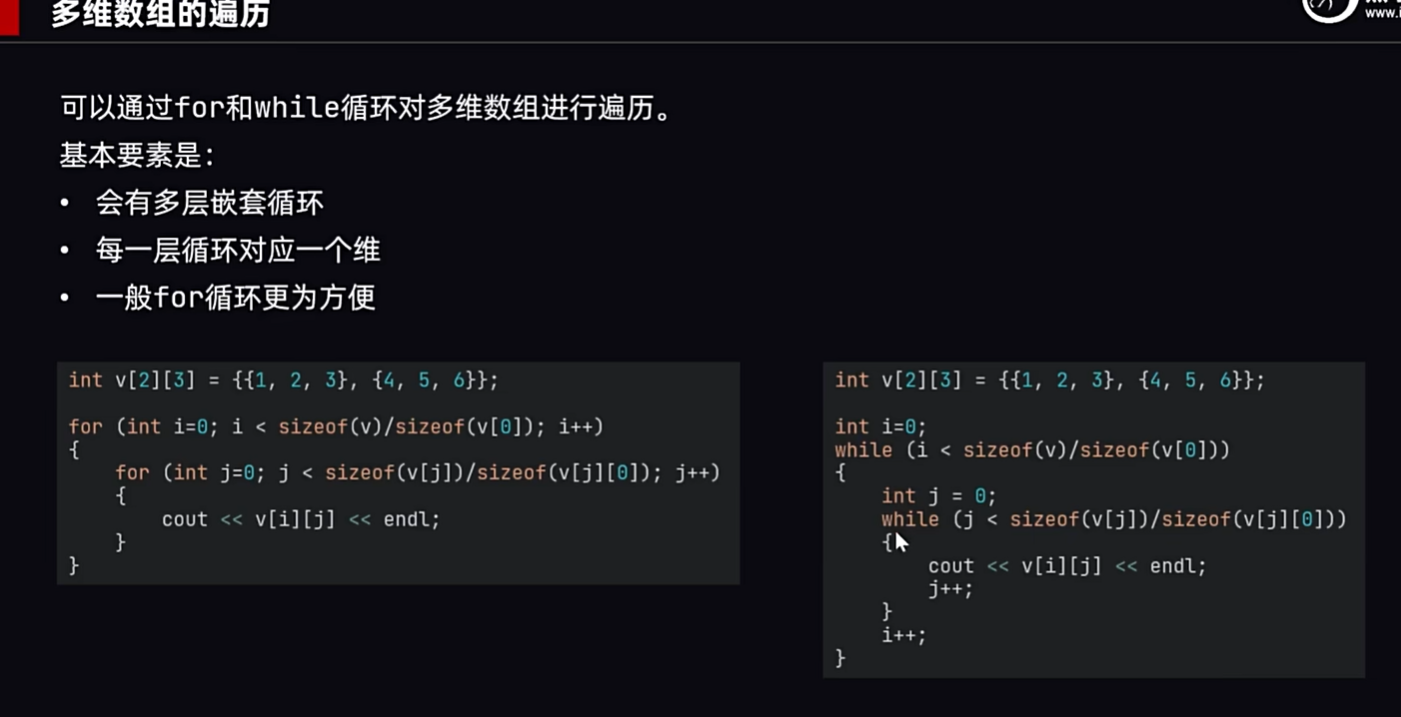 多维数组的遍历
www.i
可以通过for和while循环对多维数组进行遍历。
基本要素是：
• 会有多层嵌套循环
• 每一层循环对应一个维
• 一般for循环更为方便
int v[2][3] = {{1, 2, 3}, {4, 5, 6}};
for (int i=0; i < sizeof(v)/sizeof(v[0]); i++)
{
for (int j=0; j < sizeof(v[j])/sizeof(v[j][0]); j++)
{
cout << v[i][j] << endl;
}
}
int v[2][3] = {{1, 2, 3}, {4, 5, 6}};
int i=0;
while (i < sizeof(v)/sizeof(v[0]))
{
int j = 0;
while (j < sizeof(v[j])/sizeof(v[j][0]))
{
cout << v[i][j] << endl;
j++;
}
i++;
}